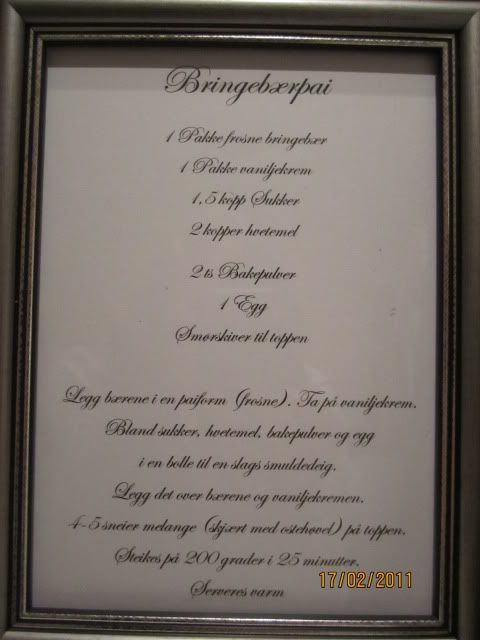 Bringebærpai
1 Pakke frosne bringebær
1 Pakke vaniljekrem
1,5 kopp Sukker
2 kopper hvetemel
2 ts Bakepulver
1 Egg
Smørskiver til toppen
Legg bærene i en paiform (frosne). Ta på vaniljekrem.
Bland sukker, hvetemel, bakepulver og egg
i en bolle til en slags smuldedeig.
Legg det over bærene og vaniljekremen.
4-5 sneier melange (skjært med ostehøvel) på toppen.
Steikes på 200 grader i 25 minutter.
17/02/2011
Serveres varm